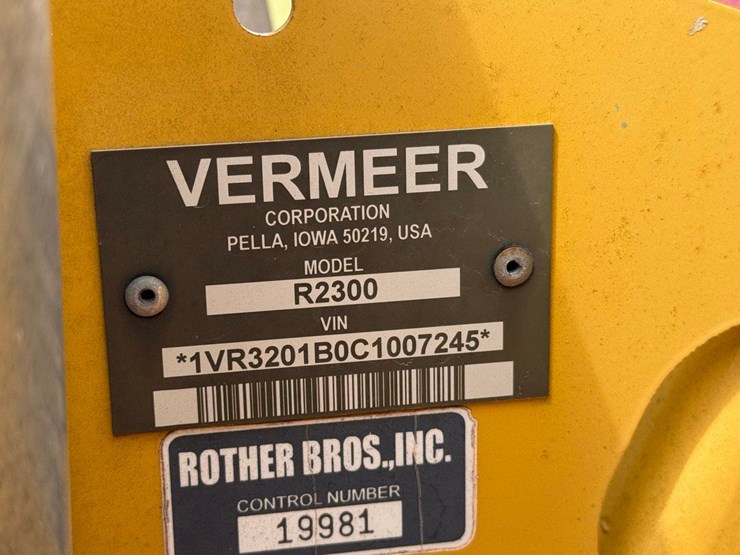 VERMEER
CORPORATION
PELLA, IOWA 50219, USA
MODEL
R2300
VIN
*1VR3201B0C1007245*
ROTHER BROS.,INC.
CONTROL NUMBER
19981